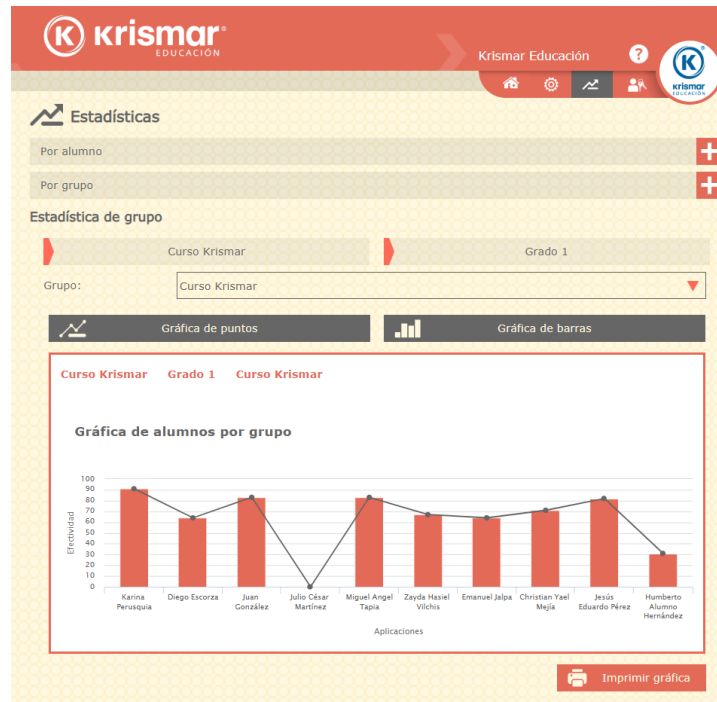 K krismar®
EDUCACIÓN
Krismar Educación
?
K
krismar
EDUCACIÓN
Estadísticas
Por alumno
Por grupo
Estadística de grupo
Curso Krismar Grado 1
Grupo: Curso Krismar
Gráfica de puntos Gráfica de barras
Curso Krismar Grado 1 Curso Krismar
Gráfica de alumnos por grupo
100
90
80
70
60
50
40
30
20
10
0
Efectividad
Karina Perusquia
Diego Escorza
Juan González
Julio César Martínez
Miguel Angel Tapia
Zayda Hasiel Vilchis
Emanuel Jalpa
Christian Yael Mejía
Jesús Eduardo Pérez
Humberto Alumno Hernández
Aplicaciones
Imprimir gráfica